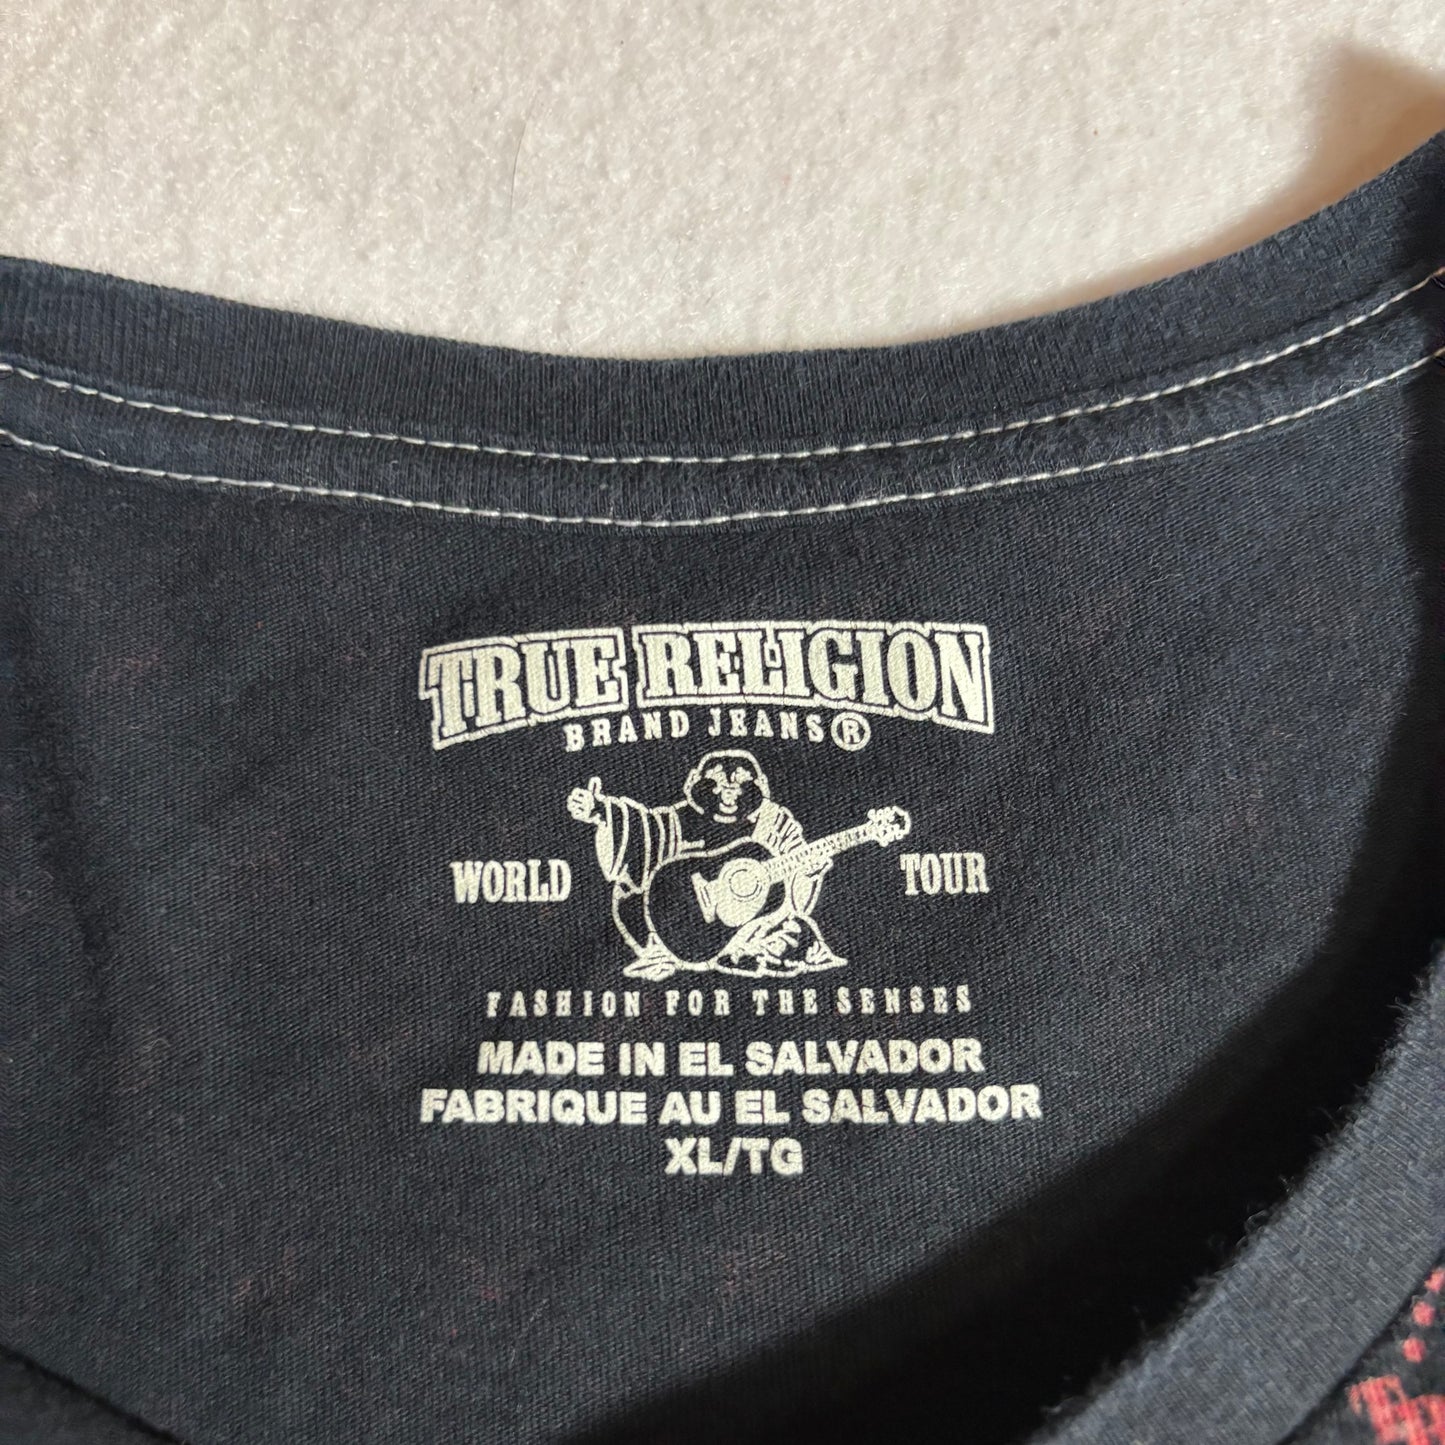 TRUE RELIGION
BRAND JEANS®
WORLD TOUR
FASHION FOR THE SENSES
MADE IN EL SALVADOR
FABRIQUE AU EL SALVADOR
XL/TG